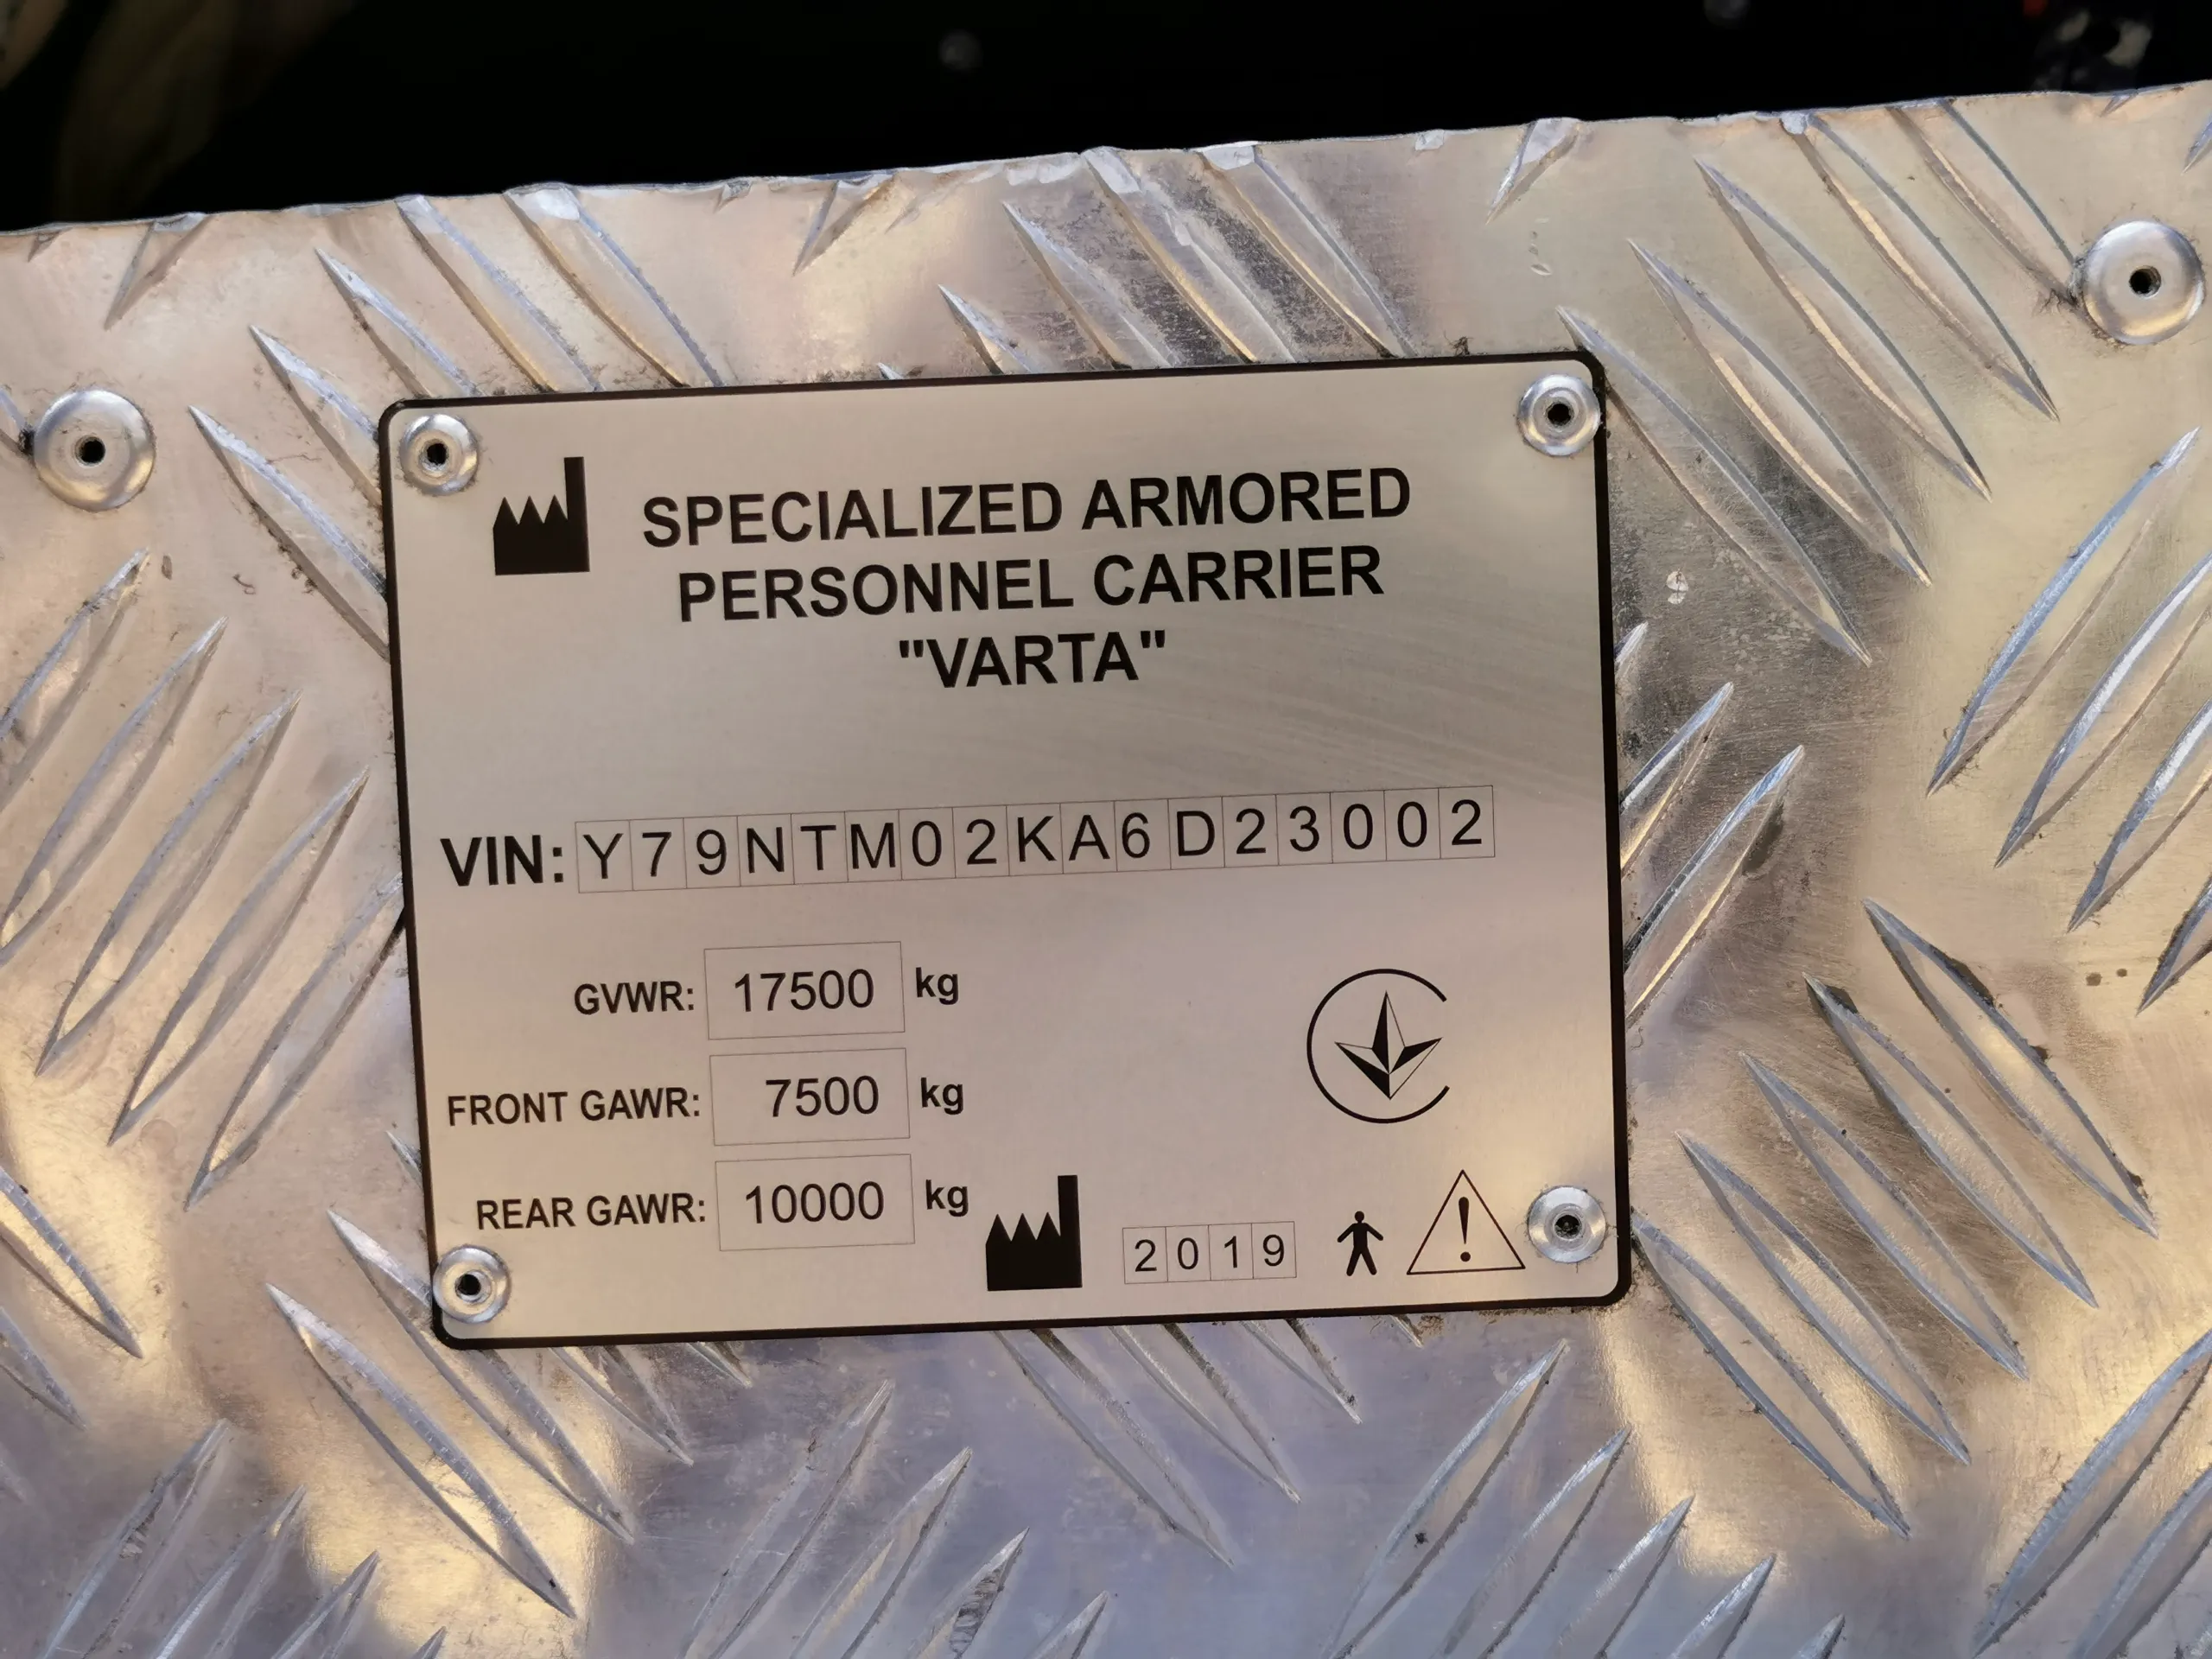 SPECIALIZED ARMORED
PERSONNEL CARRIER
"VARTA"
VIN: Y79NTM02KA6D23002
GVWR: 17500 kg
FRONT GAWR: 7500 kg
REAR GAWR: 10000 kg
2019